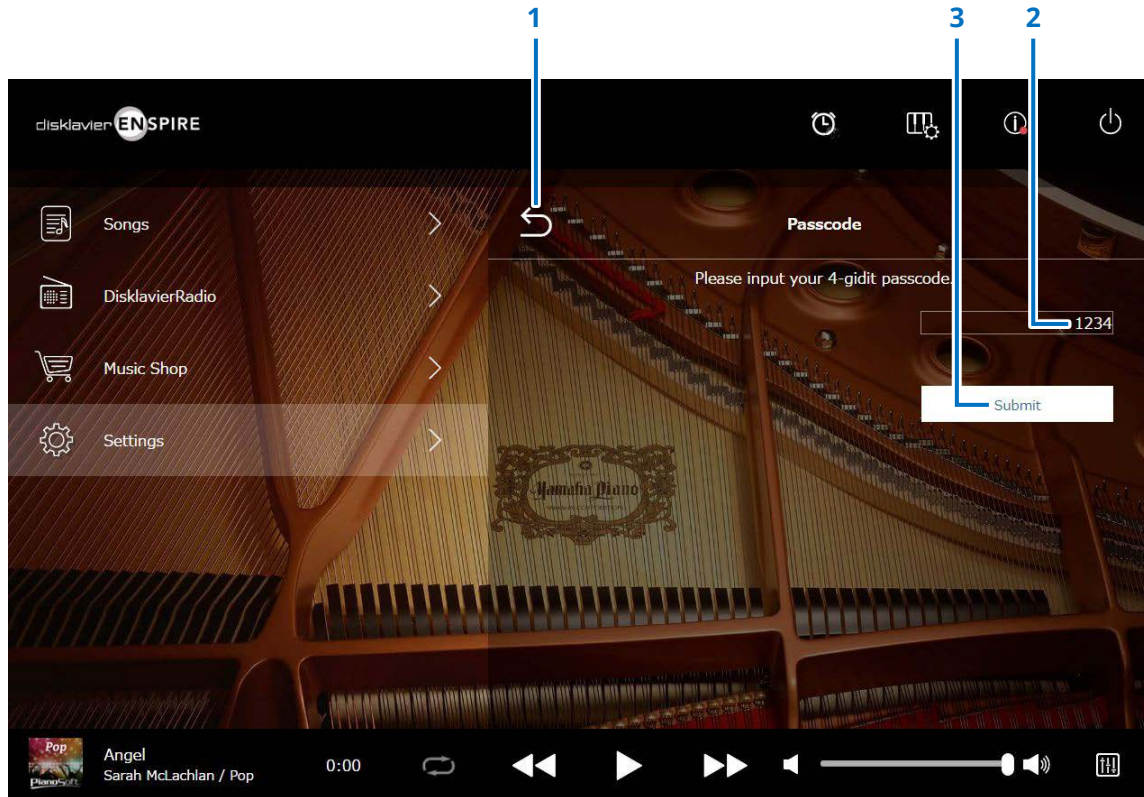 1
3
2
disklavier ENSPIRE
Songs
Passcode
Please input your 4-gidit passcode.
DisklavierRadio
1234
Music Shop
Submit
Settings
Yamaha Piano
Pop
PianoSoft
Angel
Sarah McLachlan / Pop
0:00